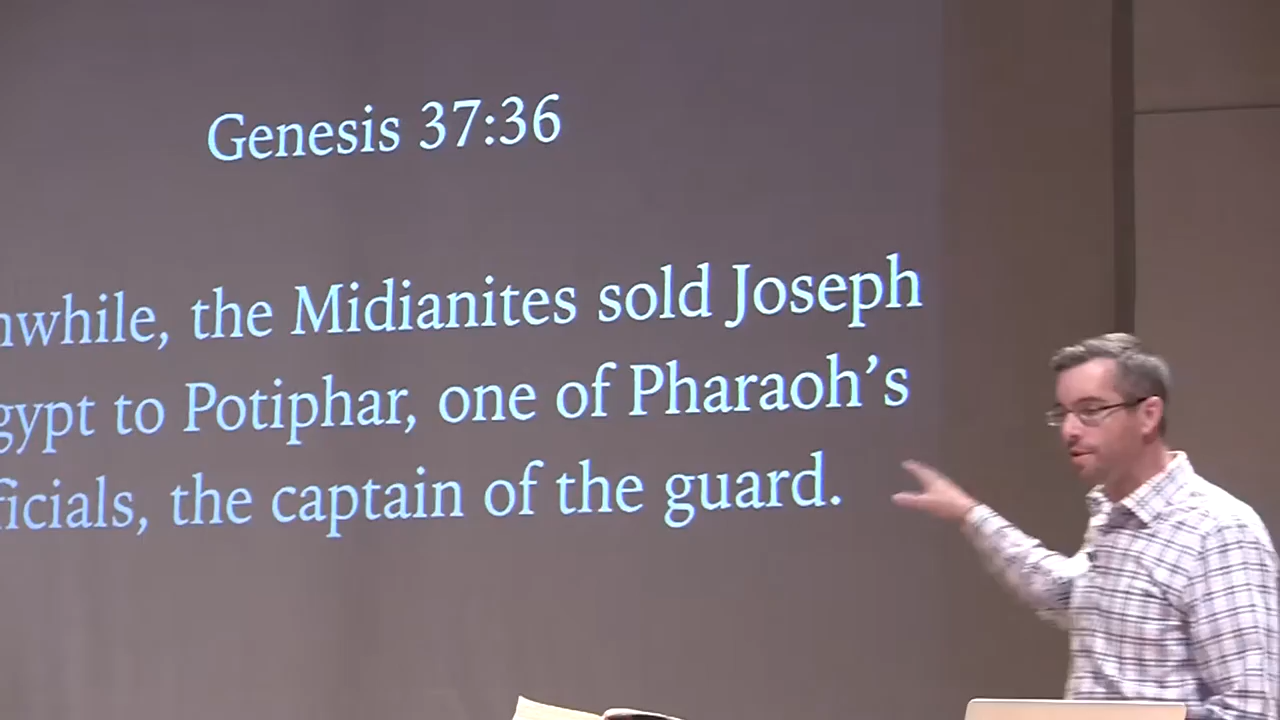 Genesis 37:36
nwhile, the Midianites sold Joseph
gypt to Potiphar, one of Pharaoh’s
ficials, the captain of the guard.